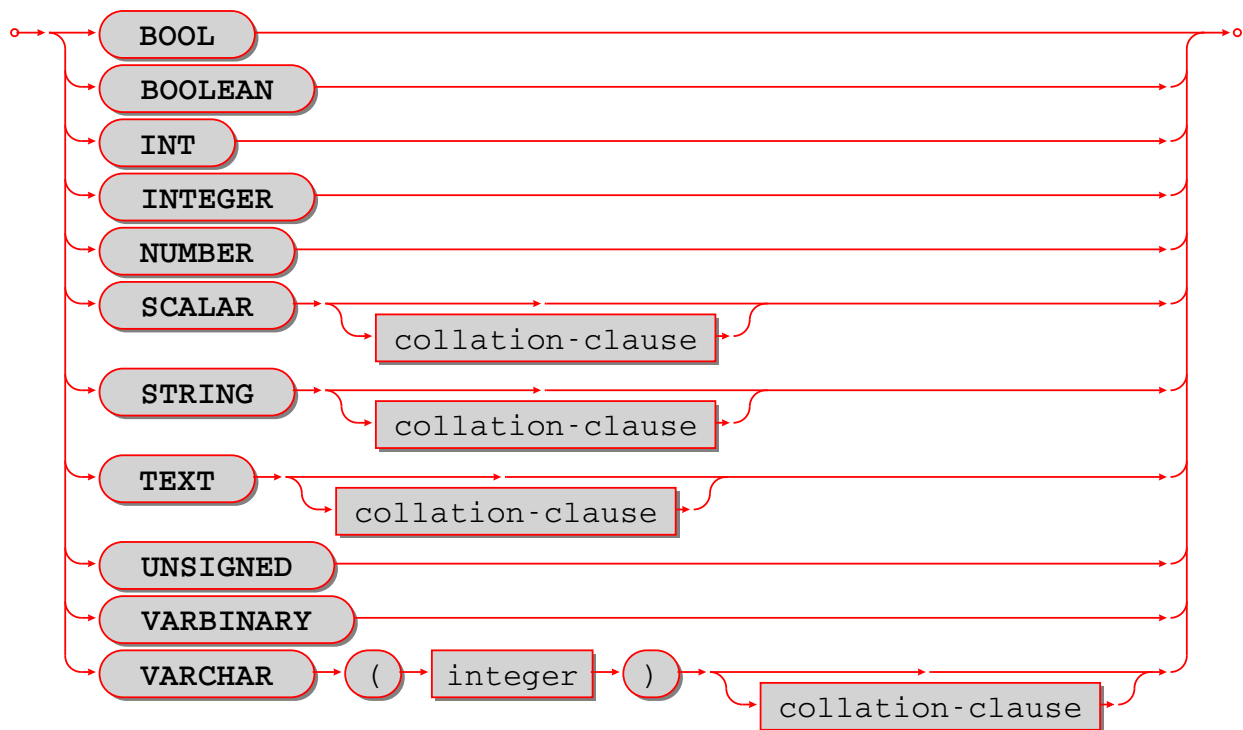 BOOL
BOOLEAN
INT
INTEGER
NUMBER
SCALAR
collation-clause
STRING
collation-clause
TEXT
collation-clause
UNSIGNED
VARBINARY
VARCHAR ( integer )
collation-clause